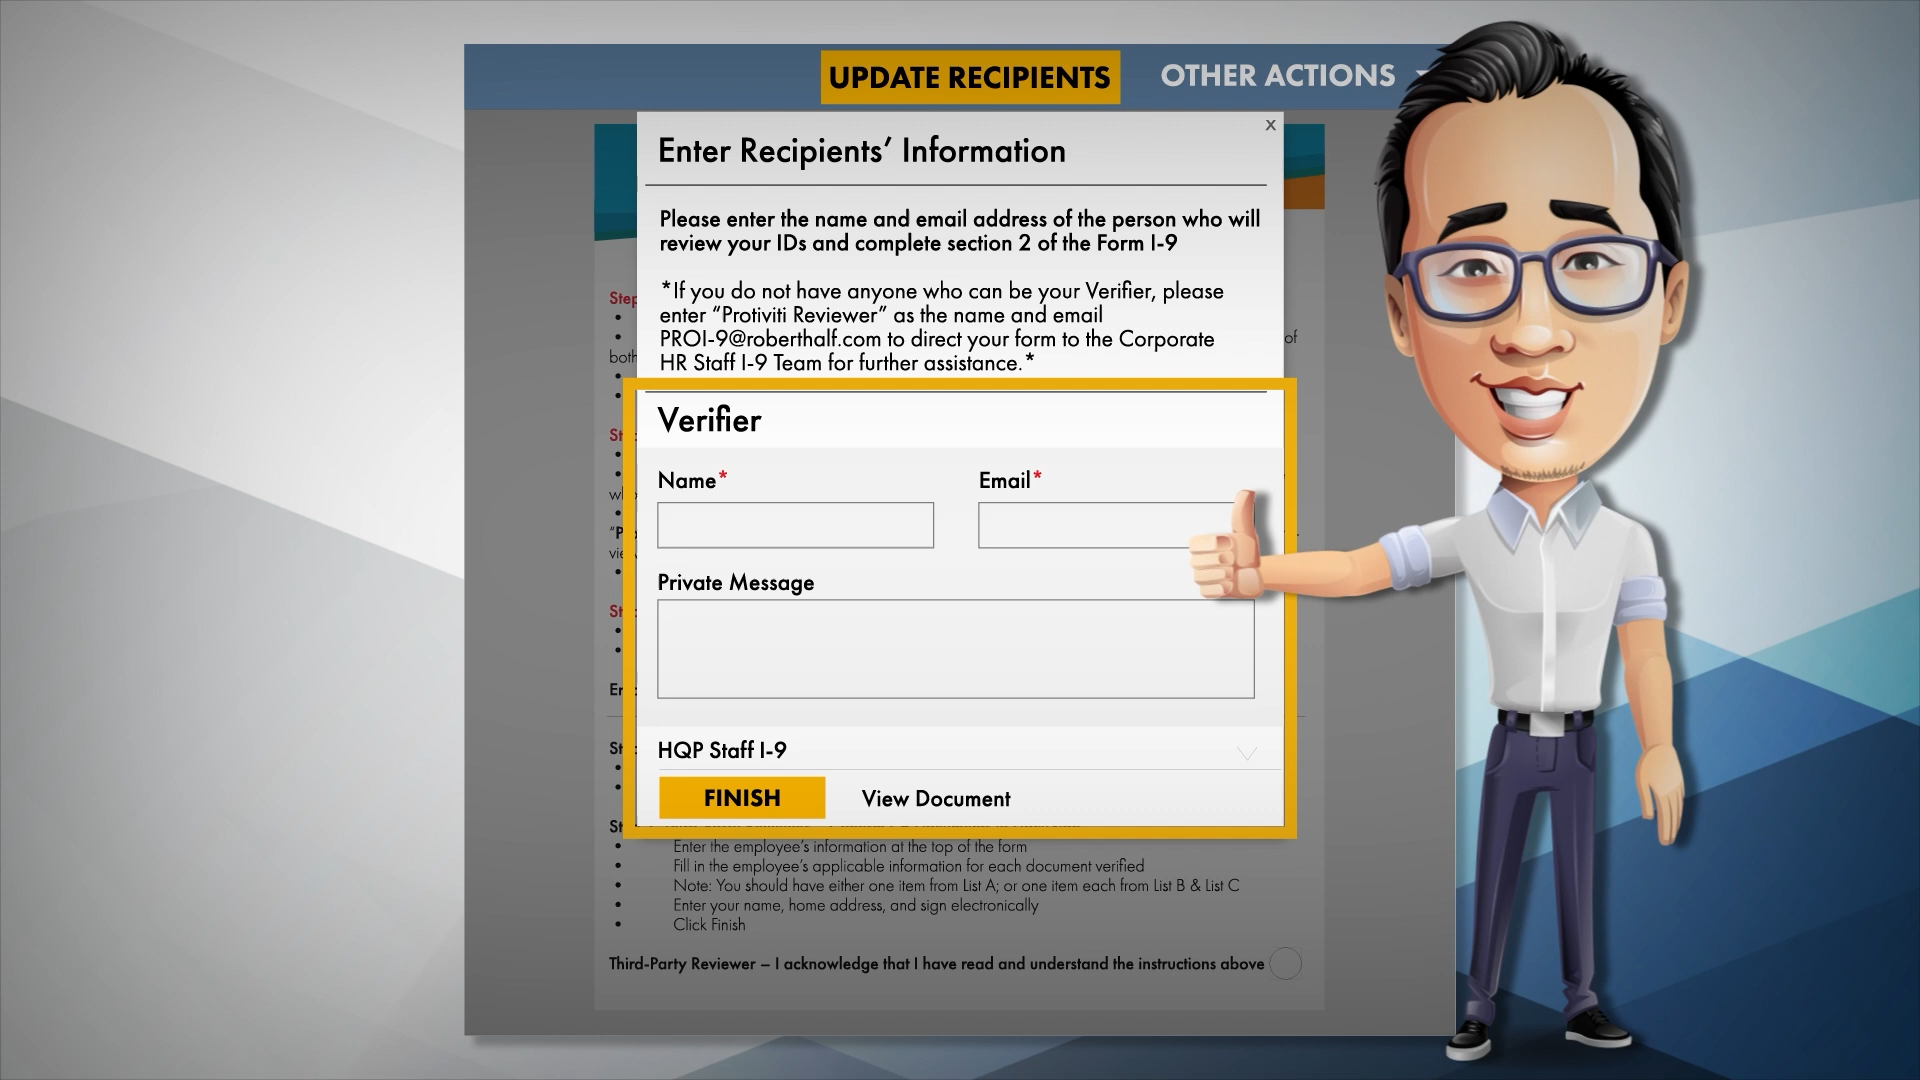 UPDATE RECIPIENTS
OTHER ACTIONS
x
Enter Recipients’ Information
Please enter the name and email address of the person who will
review your IDs and complete section 2 of the Form I-9
*If you do not have anyone who can be your Verifier, please
enter “Protiviti Reviewer” as the name and email
PROI-9@roberthalf.com to direct your form to the Corporate
HR Staff I-9 Team for further assistance.*
Step
of
both
Verifier
Name*
Email*
Private Message
HQP Staff I-9
FINISH
View Document
• Enter the employee’s information at the top of the form
• Fill in the employee’s applicable information for each document verified
• Note: You should have either one item from List A; or one item each from List B & List C
• Enter your name, home address, and sign electronically
• Click Finish
Third-Party Reviewer – I acknowledge that I have read and understand the instructions above